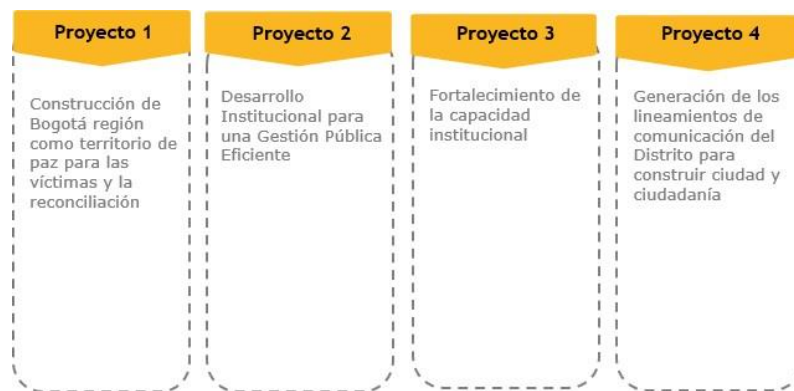 Proyecto 1
Construcción de
Bogotá región
como territorio de
paz para las
víctimas y la
reconciliación
Proyecto 2
Desarrollo
Institucional para
una Gestión Pública
Eficiente
Proyecto 3
Fortalecimiento de
la capacidad
institucional
Proyecto 4
Generación de los
lineamientos de
comunicación del
Distrito para
construir ciudad y
ciudadanía